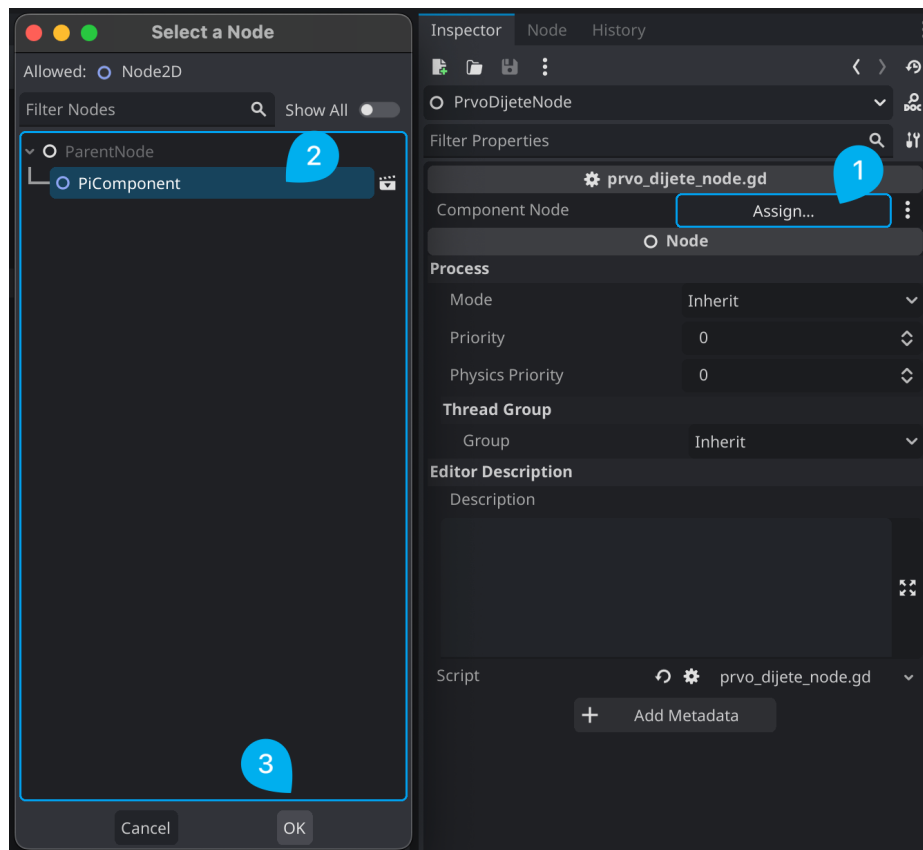 Select a Node
Allowed: Node2D
Filter Nodes
Show All
ParentNode
2
PiComponent
3
Cancel
OK
Inspector
Node
History
PrvoDijeteNode
DOC
Filter Properties
prvo_dijete_node.gd
1
Component Node
Assign...
Node
Process
Mode
Inherit
Priority
0
Physics Priority
0
Thread Group
Group
Inherit
Editor Description
Description
Script
prvo_dijete_node.gd
Add Metadata